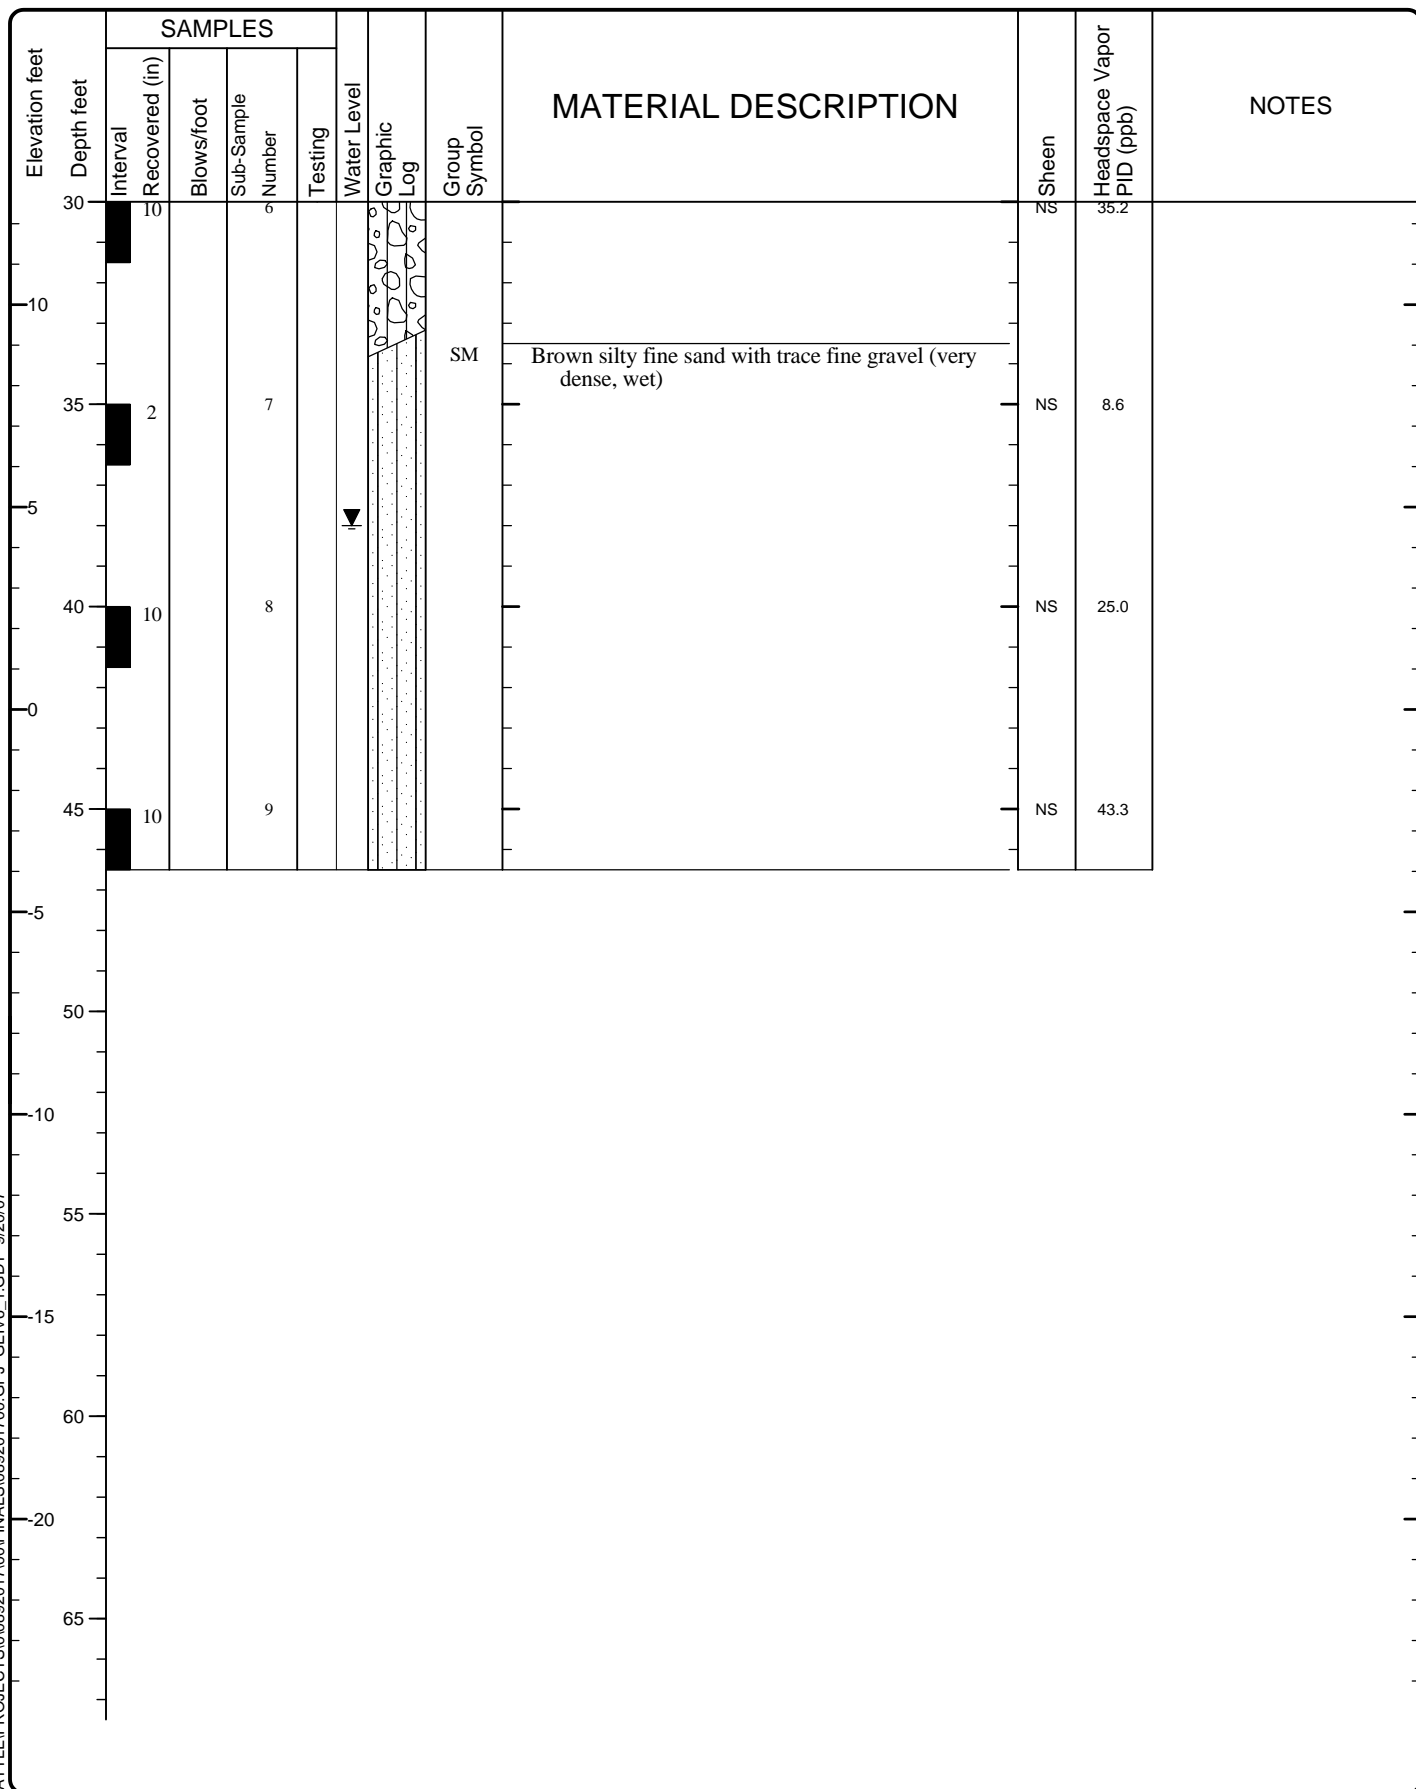 SAMPLES
Elevation feet
Depth feet
Interval
Recovered (in)
Blows/foot
Sub-Sample
Number
Testing
Water Level
Graphic
Log
Group
Symbol
MATERIAL DESCRIPTION
Sheen
Headspace Vapor
PID (ppb)
NOTES
30 10 6 NS 35.2
10
SM Brown silty fine sand with trace fine gravel (very
dense, wet)
35 2 7 NS 8.6
5
40 10 8 NS 25.0
0
45 10 9 NS 43.3
-5
50
-10
55
-15
60
-20
65